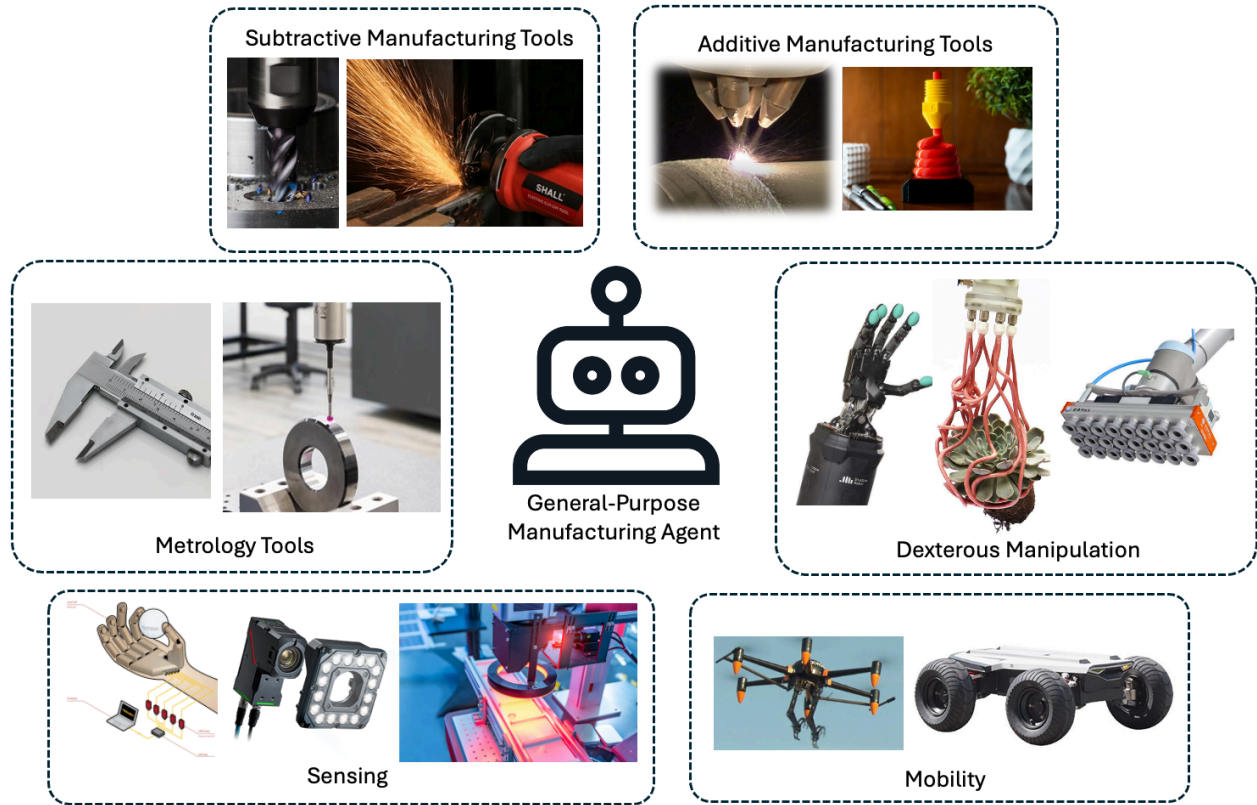 Subtractive Manufacturing Tools
Additive Manufacturing Tools
SHALL
General-Purpose
Manufacturing Agent
Metrology Tools
Dexterous Manipulation
Sensing
Mobility